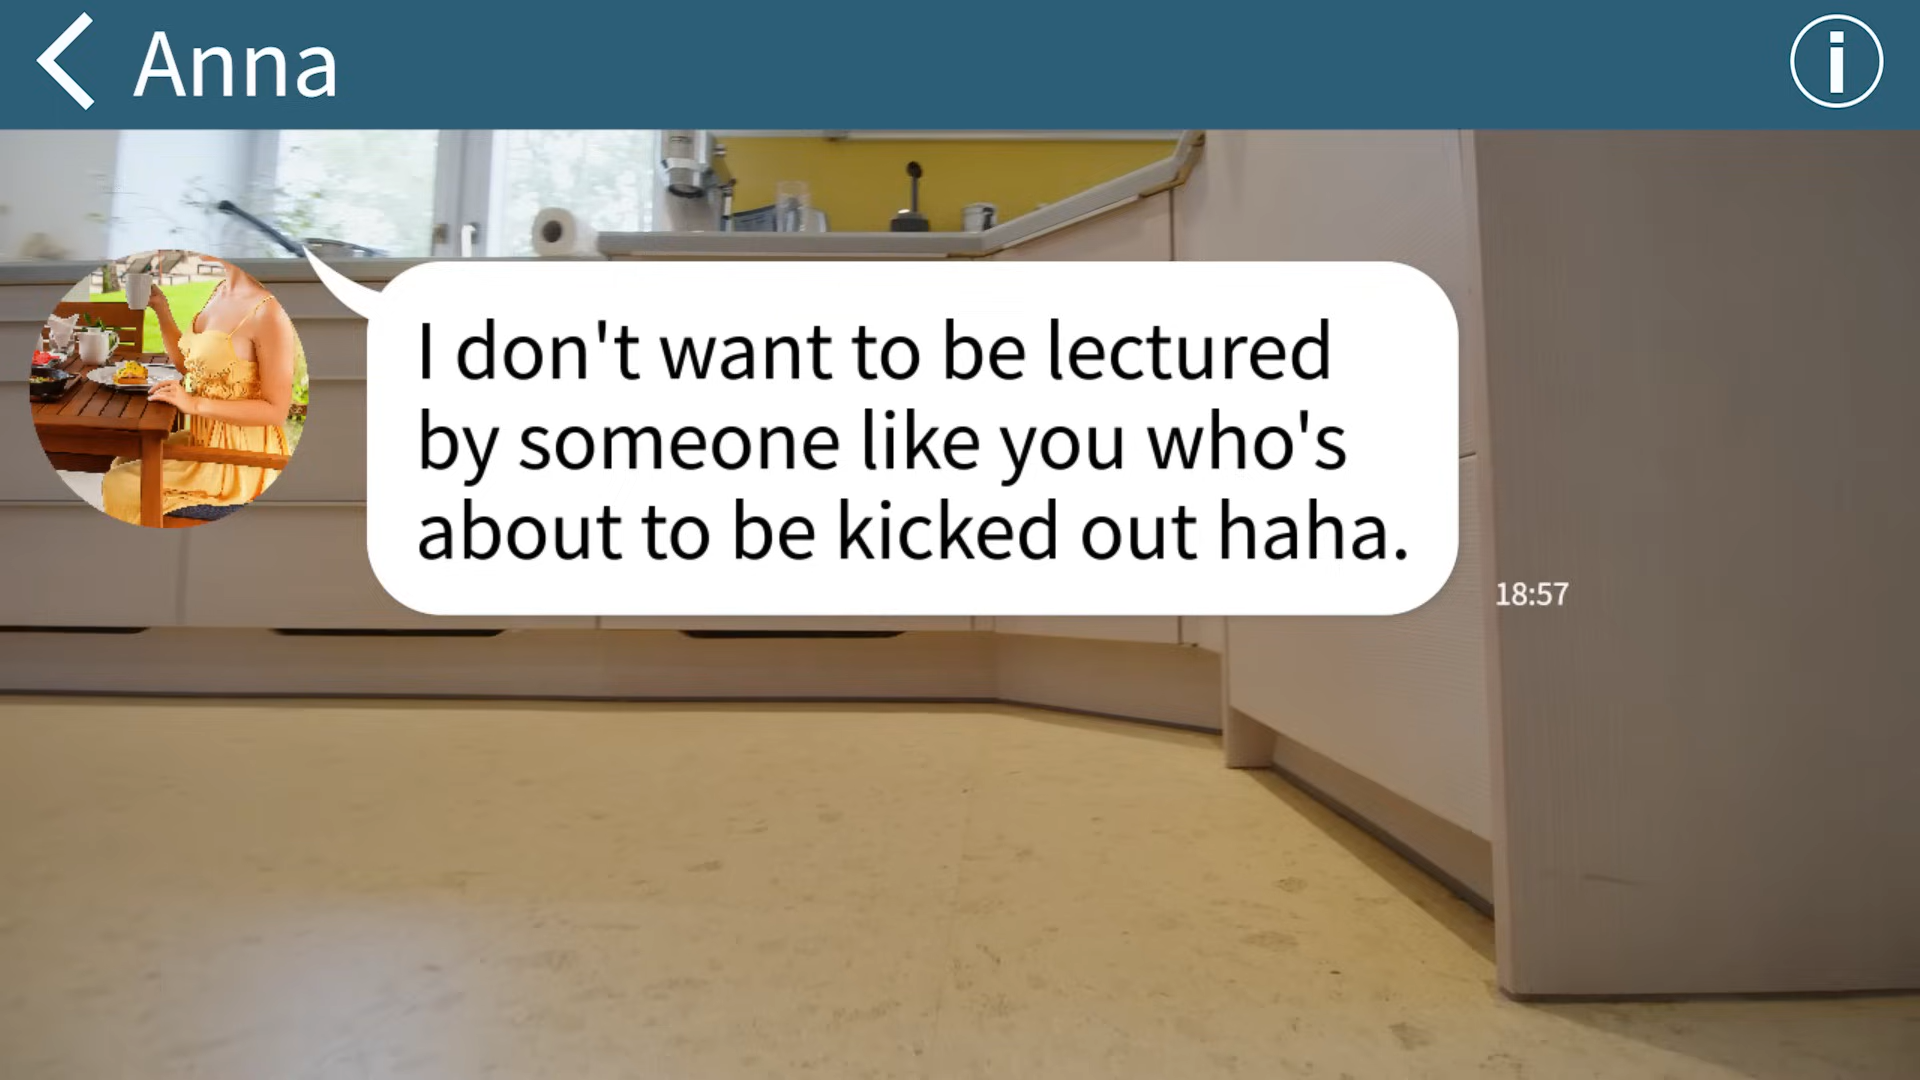 Anna
I don't want to be lectured
by someone like you who's
about to be kicked out haha.
18:57